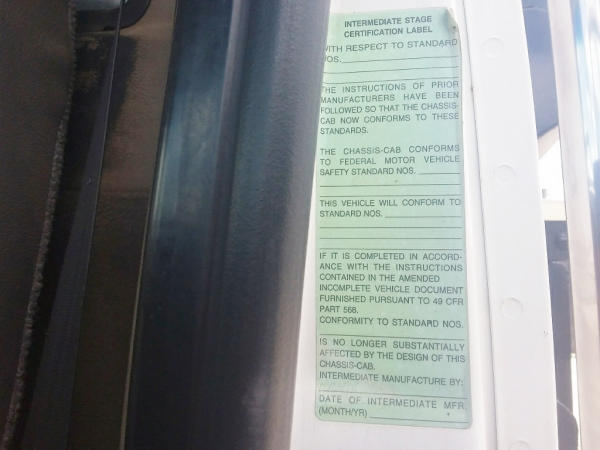 INTERMEDIATE STAGE
CERTIFICATION LABEL
WITH RESPECT TO STANDARD
NOS.
THE INSTRUCTIONS OF PRIOR
MANUFACTURERS HAVE BEEN
FOLLOWED SO THAT THE CHASSIS-
CAB NOW CONFORMS TO THESE
STANDARDS.
THE CHASSIS-CAB CONFORMS
TO FEDERAL MOTOR VEHICLE
SAFETY STANDARD NOS.
THIS VEHICLE WILL CONFORM TO
STANDARD NOS.
IF IT IS COMPLETED IN ACCORD-
ANCE WITH THE INSTRUCTIONS
CONTAINED IN THE AMENDED
INCOMPLETE VEHICLE DOCUMENT
FURNISHED PURSUANT TO 49 CFR
PART 568.
CONFORMITY TO STANDARD NOS.
IS NO LONGER SUBSTANTIALLY
AFFECTED BY THE DESIGN OF THIS
CHASSIS-CAB.
INTERMEDIATE MANUFACTURE BY:
DATE OF INTERMEDIATE MFR.
(MONTH/YR)